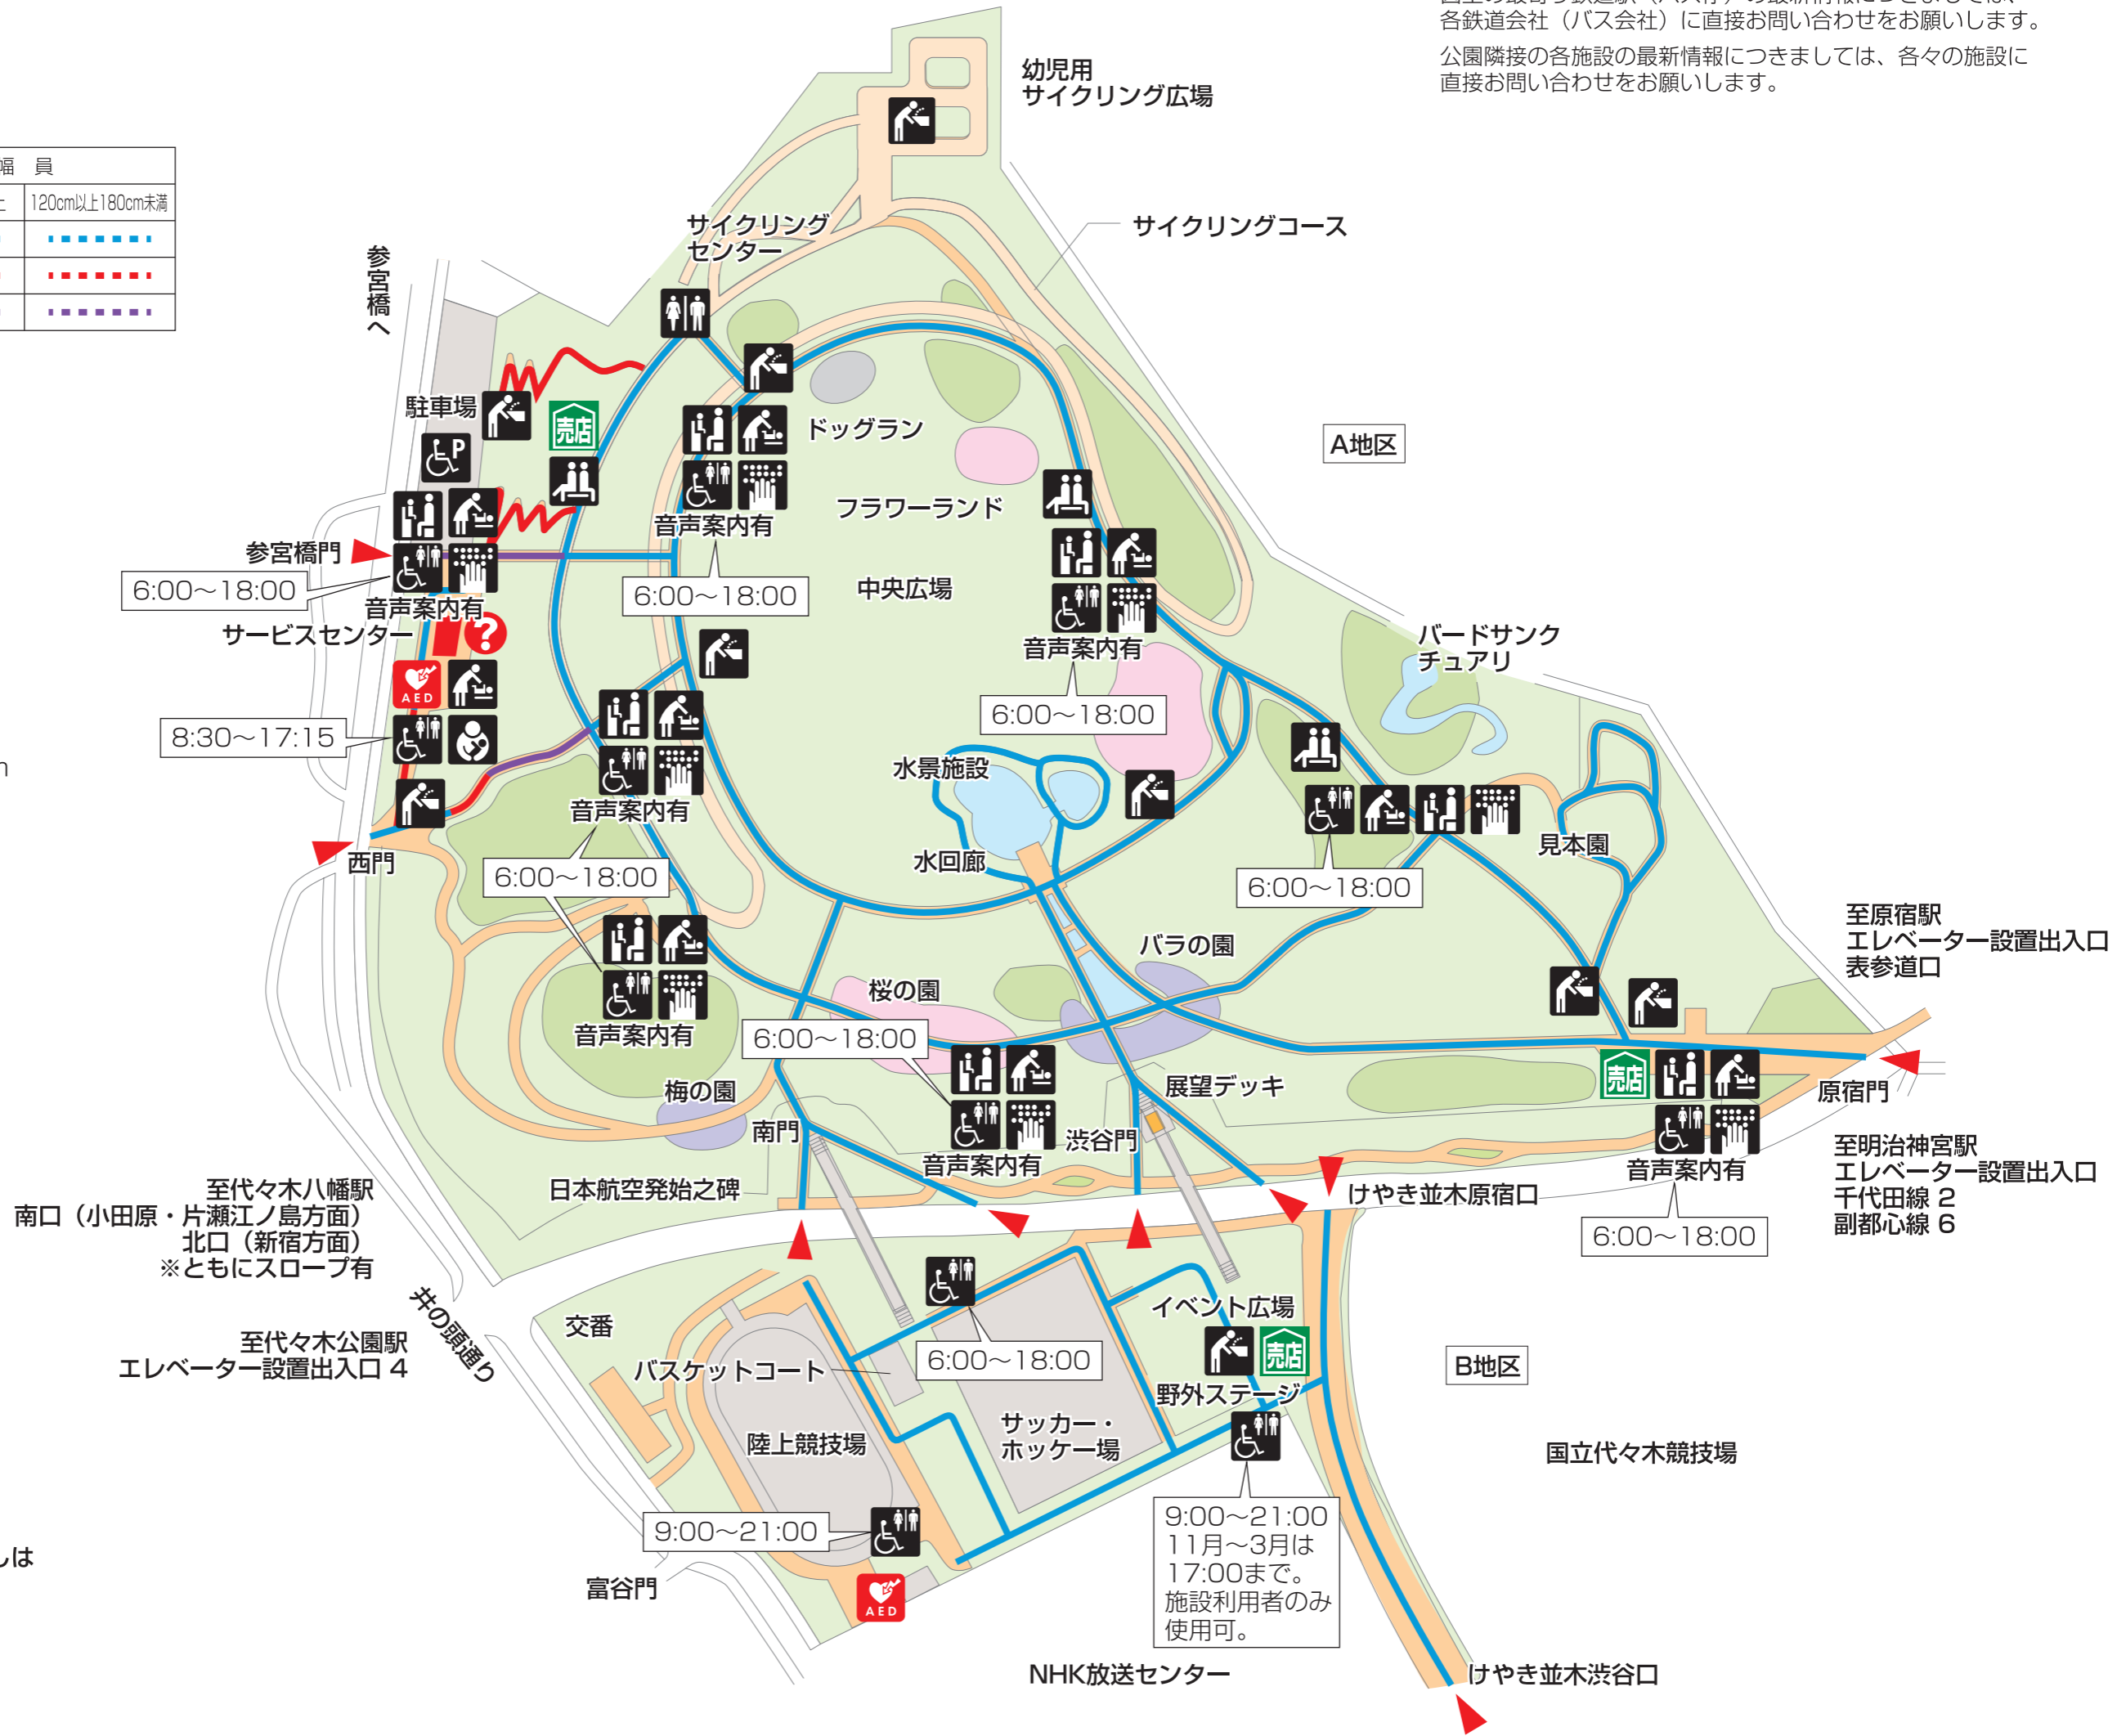 各鉄道会社（バス会社）に直接お問い合わせをお願いします。
公園隣接の各施設の最新情報につきましては、各々の施設に
直接お問い合わせをお願いします。
幅 員
120cm以上180cm未満
幼児用
サイクリング広場
サイクリング
センター
サイクリングコース
参宮橋へ
駐車場
P
売店
ドッグラン
A地区
フラワーランド
音声案内有
6:00〜18:00
参宮橋門
6:00〜18:00
音声案内有
中央広場
サービスセンター
?
AED
8:30〜17:15
音声案内有
6:00〜18:00
バードサンク
チュアリ
水景施設
音声案内有
6:00〜18:00
西門
水回廊
6:00〜18:00
見本園
至原宿駅
エレベーター設置出入口
表参道口
バラの園
桜の園
音声案内有
6:00〜18:00
梅の園
展望デッキ
売店
原宿門
南門
渋谷門
音声案内有
音声案内有
6:00〜18:00
至明治神宮駅
エレベーター設置出入口
千代田線 2
副都心線 6
日本航空発始之碑
けやき並木原宿口
至代々木八幡駅
南口（小田原・片瀬江ノ島方面）
北口（新宿方面）
※ともにスロープ有
井の頭通り
至代々木公園駅
エレベーター設置出入口 4
交番
イベント広場
売店
6:00〜18:00
バスケットコート
B地区
野外ステージ
サッカー・
ホッケー場
陸上競技場
国立代々木競技場
9:00〜21:00
9:00〜21:00
11月〜3月は
17:00まで。
施設利用者のみ
使用可。
しは
富谷門
AED
NHK放送センター
けやき並木渋谷口